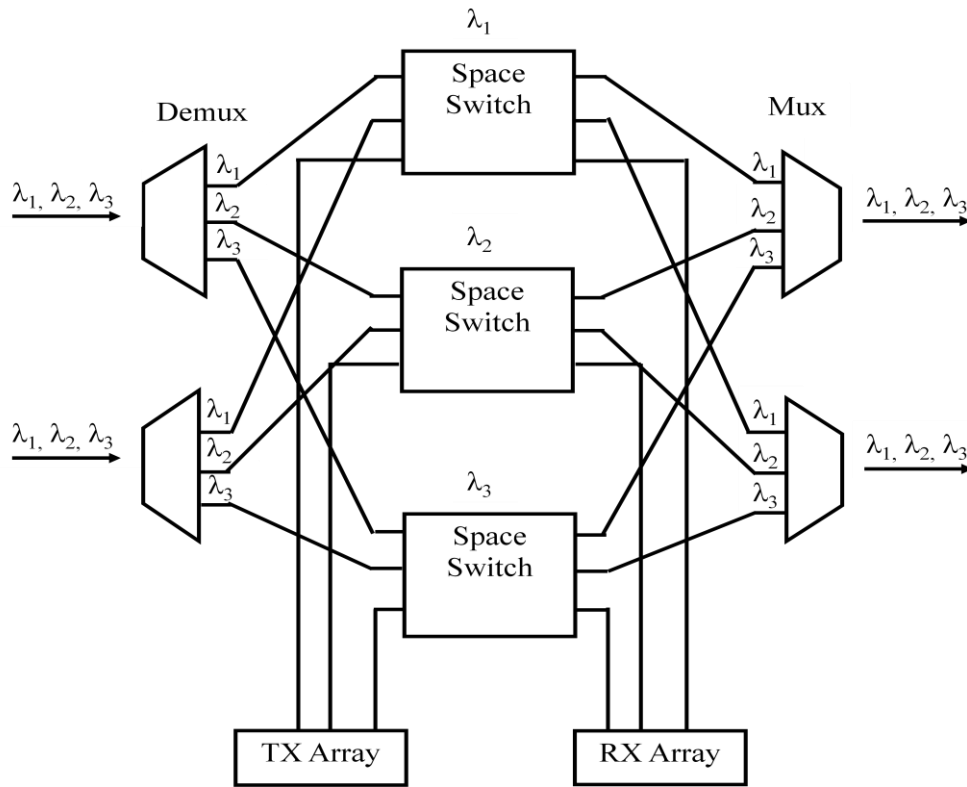 λ₁
Space
Switch
Demux
Mux
λ₁
λ₂
λ₃
λ₁, λ₂, λ₃
λ₁
λ₂
λ₃
λ₁, λ₂, λ₃
λ₂
Space
Switch
λ₁
λ₂
λ₃
λ₁, λ₂, λ₃
λ₁
λ₂
λ₃
λ₁, λ₂, λ₃
λ₃
Space
Switch
TX Array
RX Array